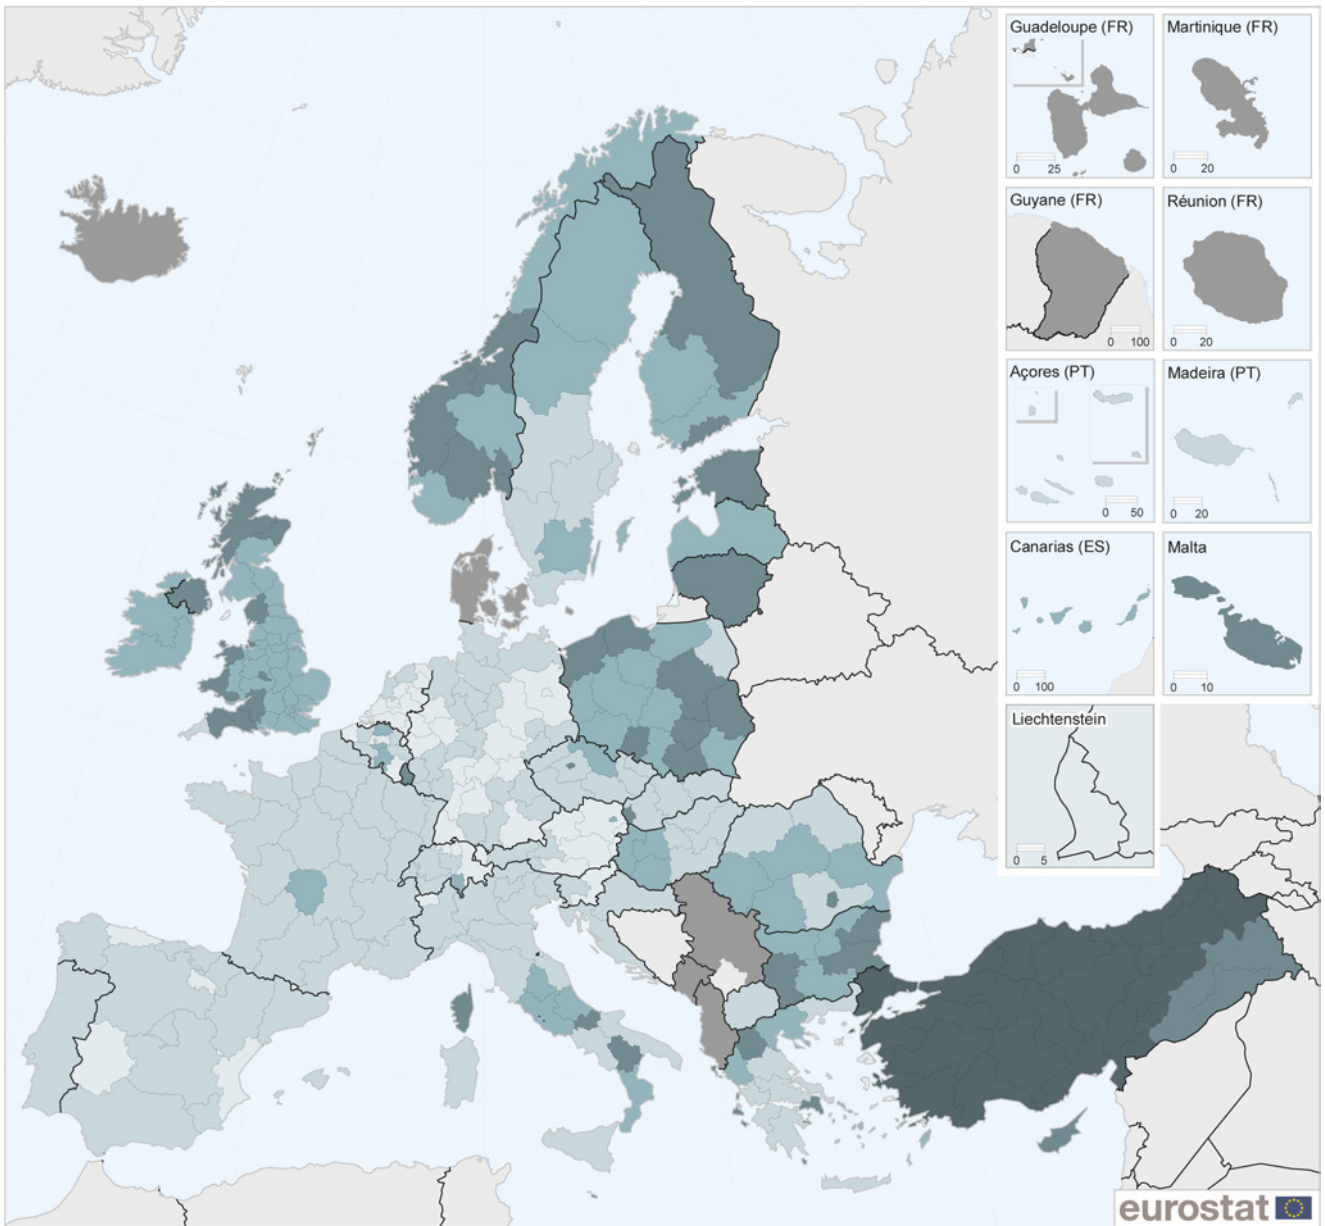 Guadeloupe (FR)
0 25
Martinique (FR)
0 20
Guyane (FR)
0 100
Réunion (FR)
0 20
Açores (PT)
0 50
Madeira (PT)
0 20
Canarias (ES)
0 100
Malta
0 10
Liechtenstein
0 5
eurostat